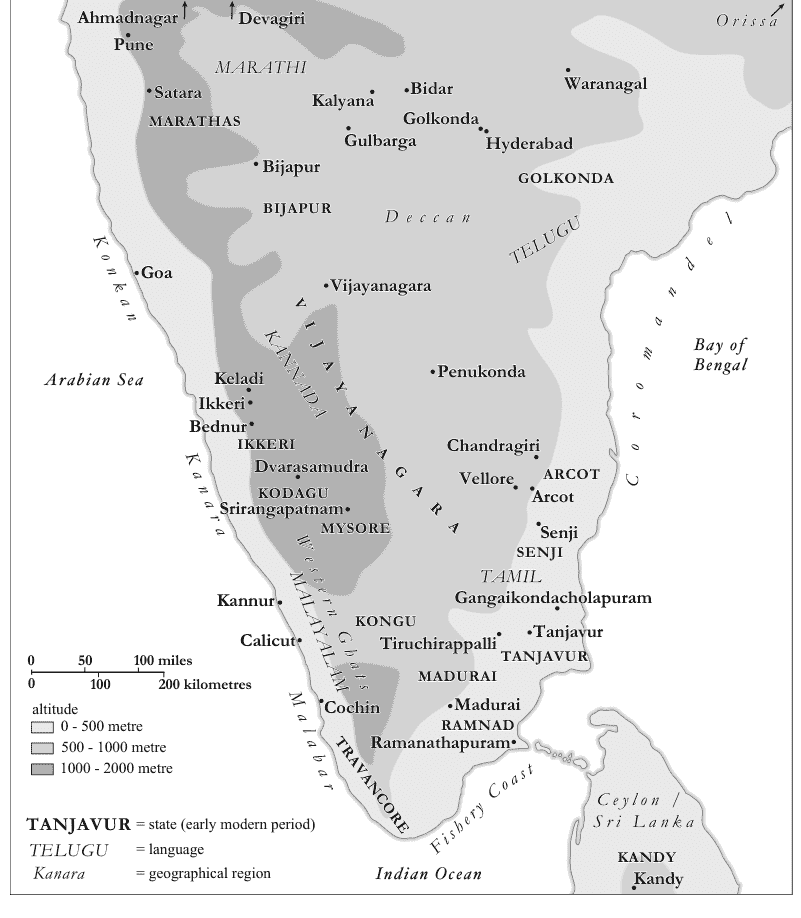 Ahmadnagar
Devagiri
Orissa
Pune
MARATHI
Satara
Kalyana
Bidar
Waranagal
MARATHAS
Golkonda
Gulbarga
Hyderabad
Bijapur
GOLKONDA
BIJAPUR
Deccan
Coromandel
TELUGU
Konkan
Goa
Vijayanagara
VIJAYANAGARA
KANNADA
Bay of
Bengal
Arabian Sea
Keladi
Penukonda
Ikkeri
Bednur
IKKERI
Chandragiri
Kanara
Dvarasamudra
Vellore
ARCOT
KODAGU
Arcot
Srirangapatnam
MYSORE
Senji
SENJI
Western Ghats
MALAYALAM
TAMIL
Kannur
Gangaikondacholapuram
KONGU
Calicut
Tiruchirappalli
Tanjavur
TANJAVUR
0 50 100 miles
0 100 200 kilometres
MADURAI
Malabar
Cochin
Madurai
RAMNAD
altitude
0 - 500 metre
500 - 1000 metre
1000 - 2000 metre
Ramanathapuram
TRAVANCORE
Fishery Coast
Ceylon /
Sri Lanka
TANJAVUR = state (early modern period)
TELUGU = language
Kanara = geographical region
Indian Ocean
KANDY
Kandy